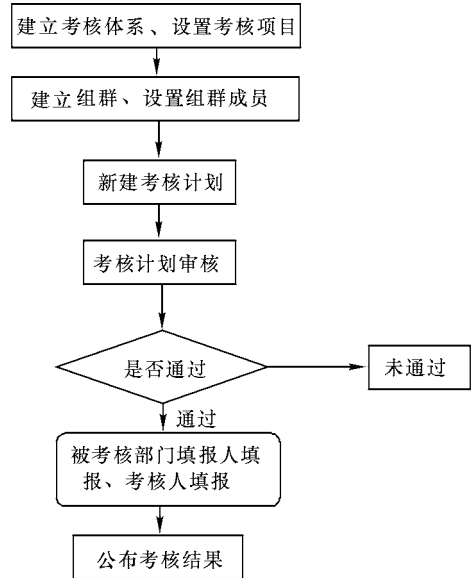 建立考核体系、设置考核项目
建立组群、设置组群成员
新建考核计划
考核计划审核
是否通过
未通过
通过
被考核部门填报人填
报、考核人填报
公布考核结果